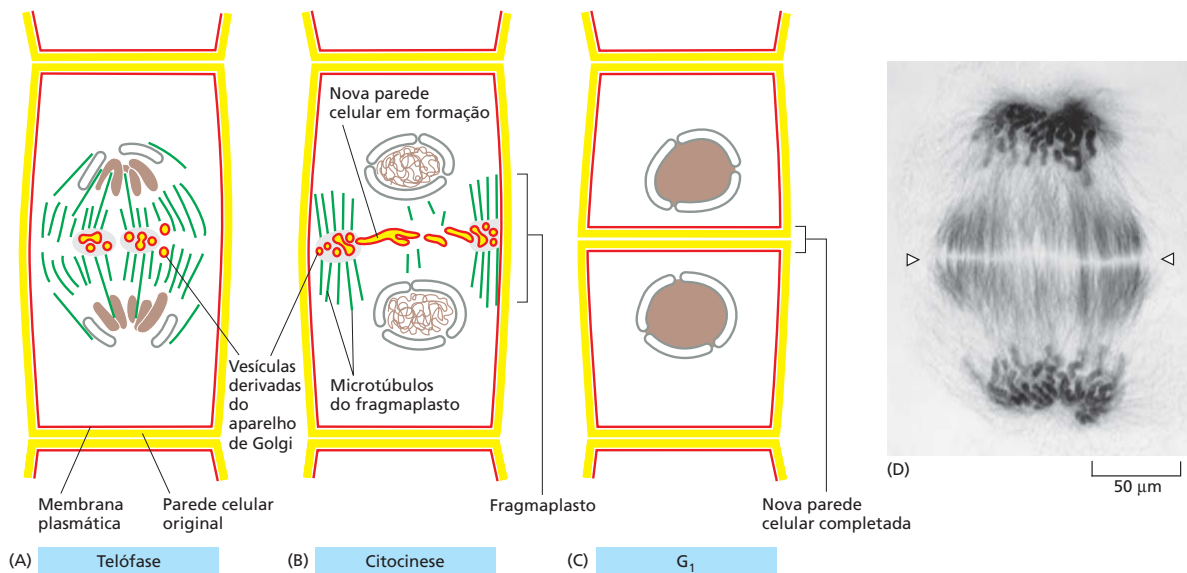 Nova parede
celular em formação
Vesículas
derivadas
do
aparelho
de Golgi
Microtúbulos
do fragmaplasto
Membrana
plasmática
Parede celular
original
Fragmaplasto
Nova parede
celular completada
(D)
50 μm
(A) Telófase
(B) Citocinese
(C) G₁